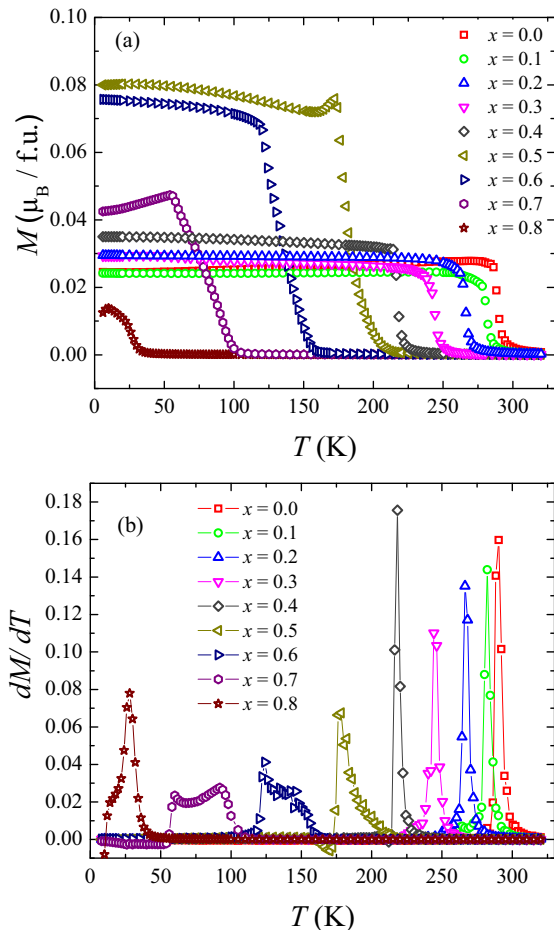 (a)
x = 0.0
x = 0.1
x = 0.2
x = 0.3
x = 0.4
x = 0.5
x = 0.6
x = 0.7
x = 0.8
M (μB / f.u.)
0.10
0.08
0.06
0.04
0.02
0.00
0 50 100 150 200 250 300
T (K)
(b)
x = 0.0
x = 0.1
x = 0.2
x = 0.3
x = 0.4
x = 0.5
x = 0.6
x = 0.7
x = 0.8
dM/dT
0.18
0.16
0.14
0.12
0.10
0.08
0.06
0.04
0.02
0.00
0 50 100 150 200 250 300
T (K)